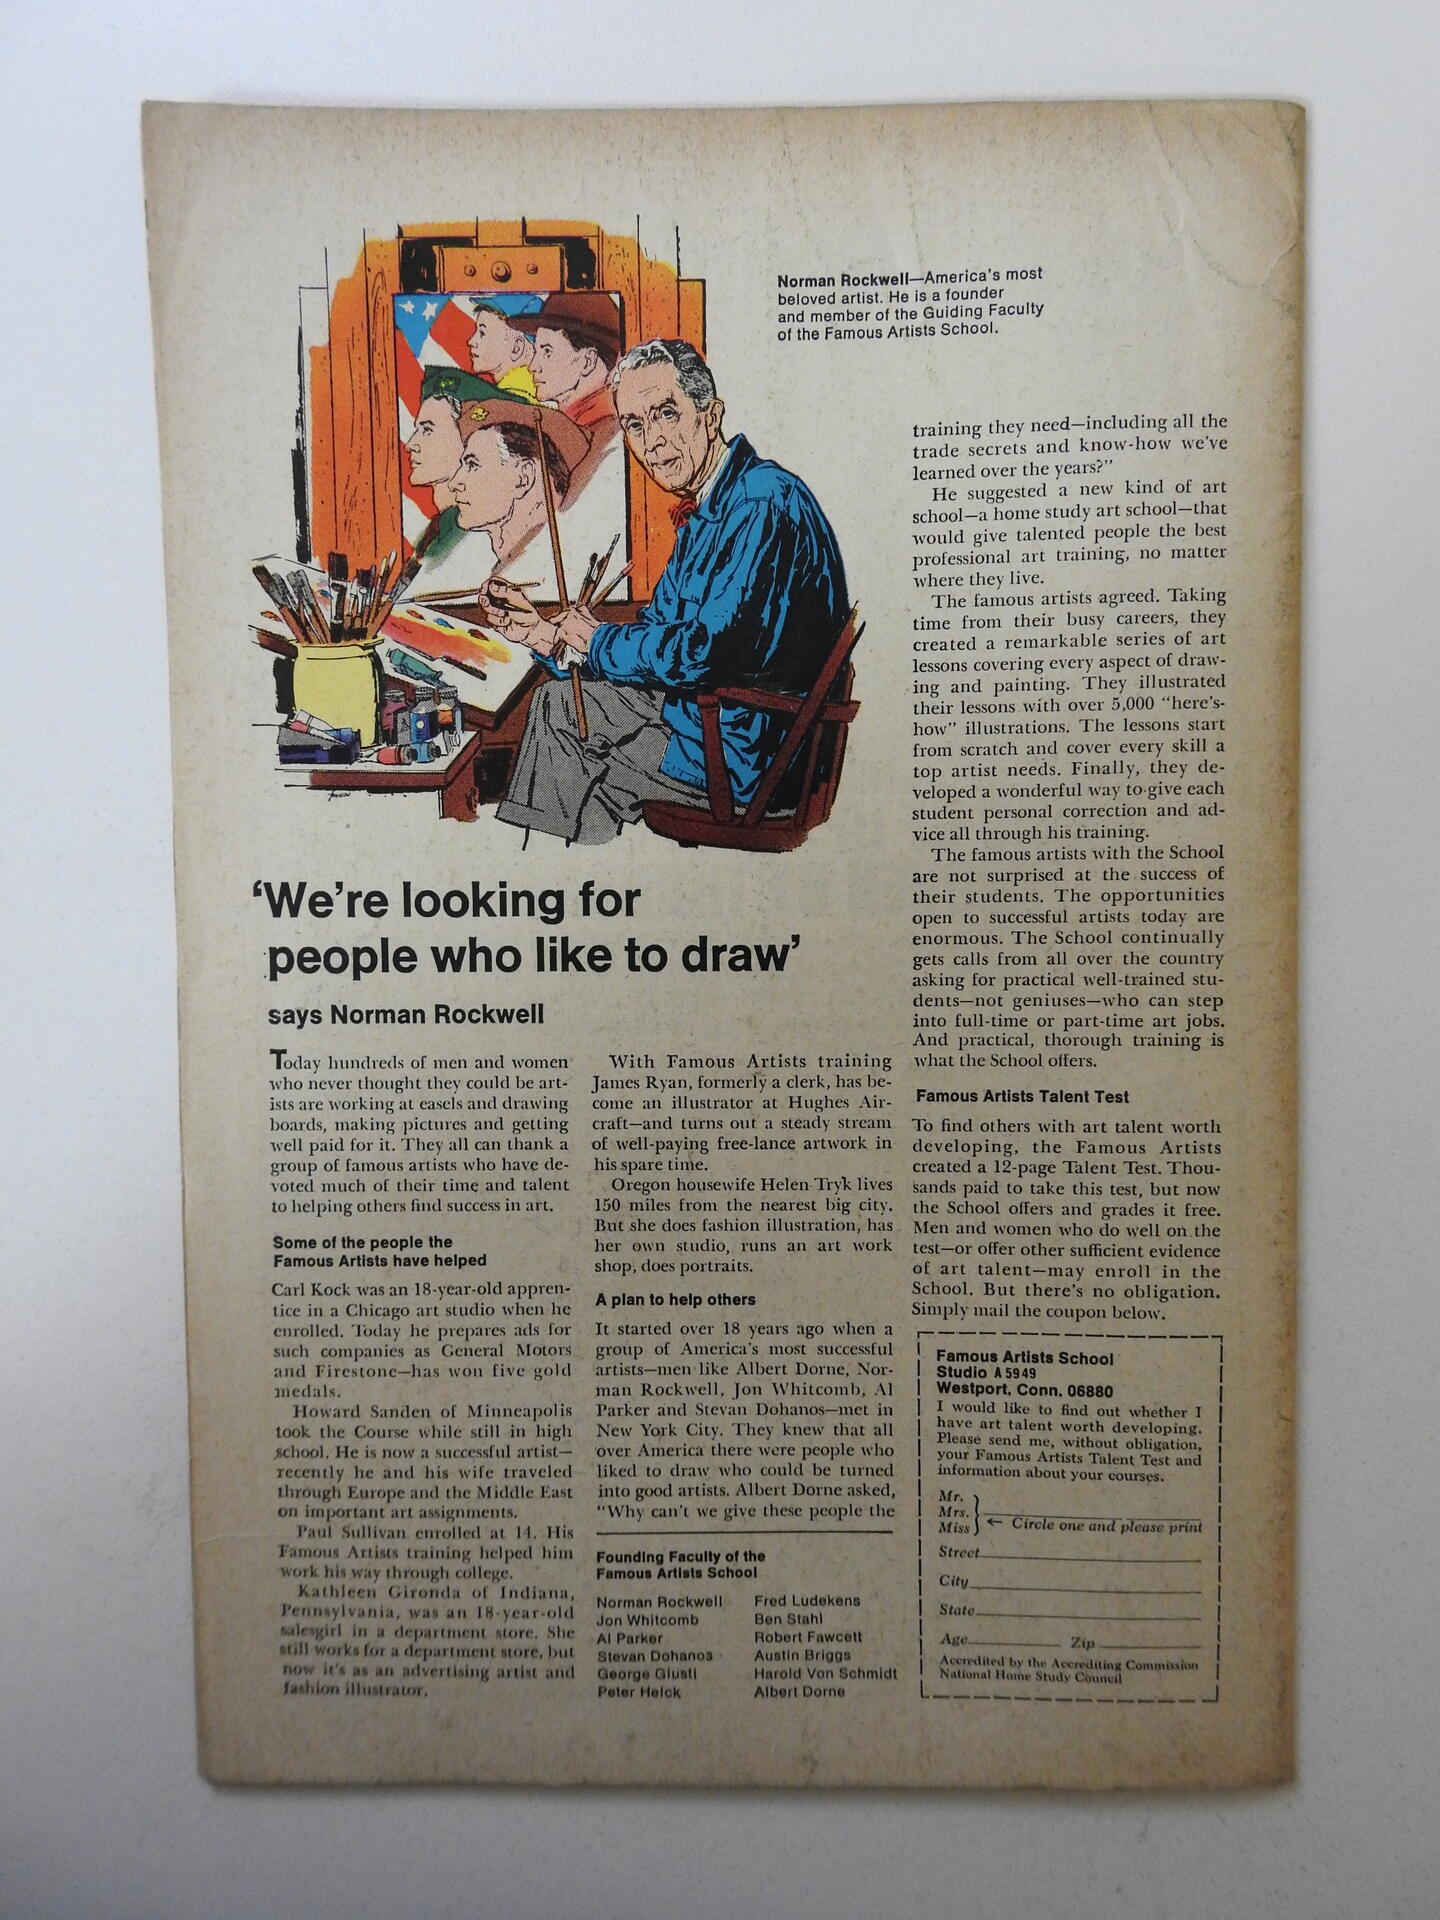 Norman Rockwell—America's most
beloved artist. He is a founder
and member of the Guiding Faculty
of the Famous Artists School.
'We're looking for
people who like to draw'
says Norman Rockwell
Today hundreds of men and women
who never thought they could be art-
ists are working at easels and drawing
boards, making pictures and getting
well paid for it. They all can thank a
group of famous artists who have de-
voted much of their time and talent
to helping others find success in art.
Some of the people the
Famous Artists have helped
Carl Kock was an 18-year-old appren-
tice in a Chicago art studio when he
enrolled. Today he prepares ads for
such companies as General Motors
and Firestone—has won five gold
medals.
Howard Sanden of Minneapolis
took the Course while still in high
school. He is now a successful artist—
recently he and his wife traveled
through Europe and the Middle East
on important art assignments.
Paul Sullivan enrolled at 14. His
Famous Artists training helped him
work his way through college.
Kathleen Gironda of Indiana,
Pennsylvania, was an 18-year-old
salesgirl in a department store. She
still works for a department store, but
now it's as an advertising artist and
fashion illustrator.
With Famous Artists training
James Ryan, formerly a clerk, has be-
come an illustrator at Hughes Air-
craft—and turns out a steady stream
of well-paying free-lance artwork in
his spare time.
Oregon housewife Helen Tryk lives
150 miles from the nearest big city.
But she does fashion illustration, has
her own studio, runs an art work
shop, does portraits.
A plan to help others
It started over 18 years ago when a
group of America's most successful
artists—men like Albert Dorne, Nor-
man Rockwell, Jon Whitcomb, Al
Parker and Stevan Dohanos—met in
New York City. They knew that all
over America there were people who
liked to draw who could be turned
into good artists. Albert Dorne asked,
"Why can't we give these people the
Founding Faculty of the
Famous Artists School
Norman Rockwell
Jon Whitcomb
Al Parker
Stevan Dohanos
George Giusti
Peter Helck
Fred Ludekens
Ben Stahl
Robert Fawcett
Austin Briggs
Harold Von Schmidt
Albert Dorne
training they need—including all the
trade secrets and know-how we've
learned over the years?"
He suggested a new kind of art
school—a home study art school—that
would give talented people the best
professional art training, no matter
where they live.
The famous artists agreed. Taking
time from their busy careers, they
created a remarkable series of art
lessons covering every aspect of draw-
ing and painting. They illustrated
their lessons with over 5,000 "here's-
how" illustrations. The lessons start
from scratch and cover every skill a
top artist needs. Finally, they de-
veloped a wonderful way to give each
student personal correction and ad-
vice all through his training.
The famous artists with the School
are not surprised at the success of
their students. The opportunities
open to successful artists today are
enormous. The School continually
gets calls from all over the country
asking for practical well-trained stu-
dents—not geniuses—who can step
into full-time or part-time art jobs.
And practical, thorough training is
what the School offers.
Famous Artists Talent Test
To find others with art talent worth
developing, the Famous Artists
created a 12-page Talent Test. Thou-
sands paid to take this test, but now
the School offers and grades it free.
Men and women who do well on the
test—or offer other sufficient evidence
of art talent—may enroll in the
School. But there's no obligation.
Simply mail the coupon below.
Famous Artists School
Studio A5949
Westport, Conn. 06880
I would like to find out whether I
have art talent worth developing.
Please send me, without obligation,
your Famous Artists Talent Test and
information about your courses.
Mr.
Mrs.
Miss
← Circle one and please print
Street
City
State
Age Zip
Accredited by the Accrediting Commission
National Home Study Council